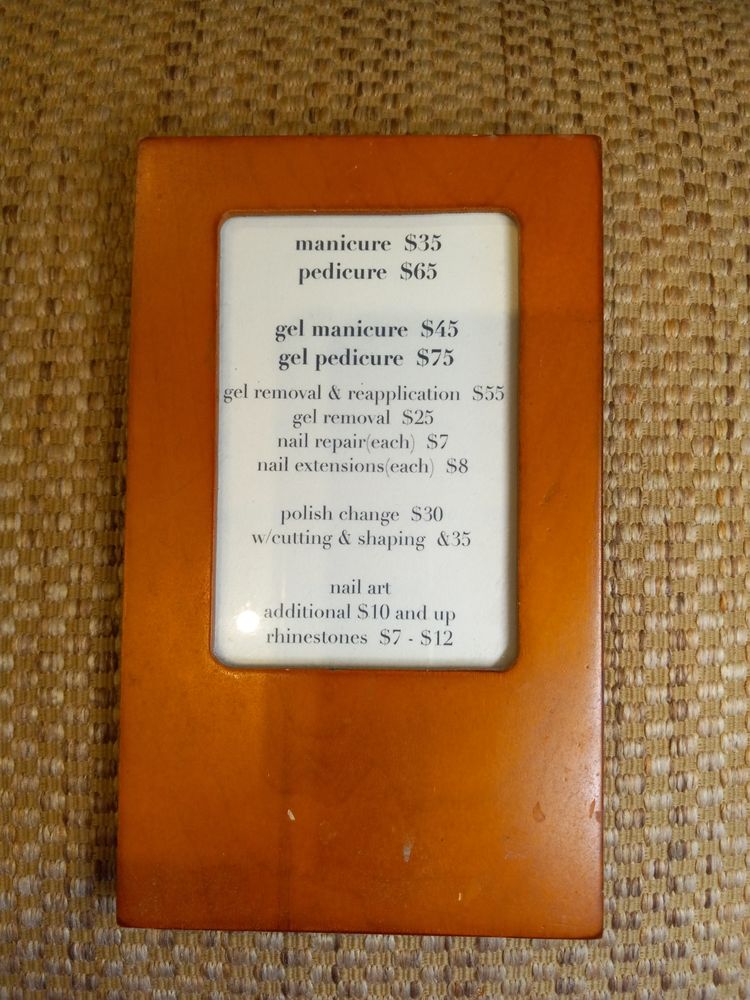 manicure $35
pedicure $65
gel manicure $45
gel pedicure $75
gel removal & reapplication $55
gel removal $25
nail repair(each) $7
nail extensions(each) $8
polish change $30
w/cutting & shaping &35
nail art
additional $10 and up
rhinestones $7 - $12